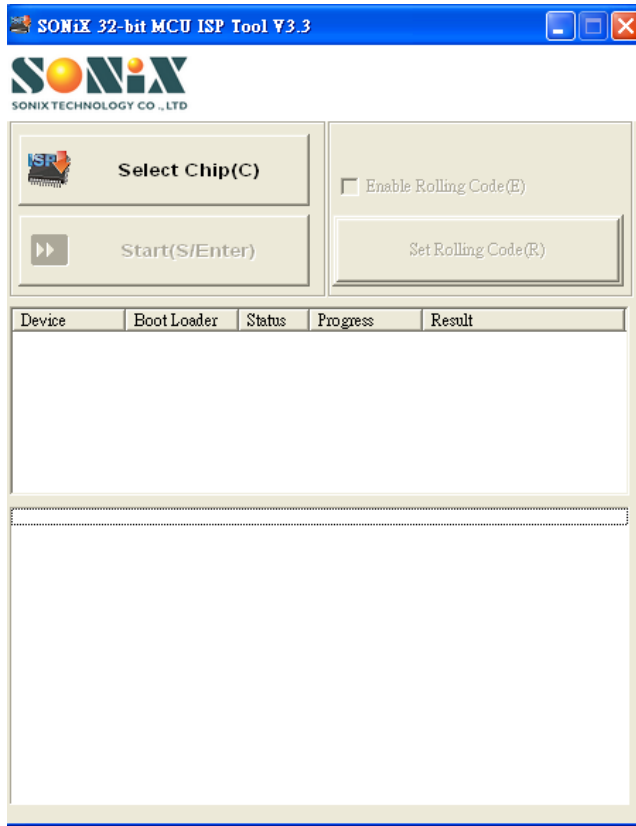 SONiX 32-bit MCU ISP Tool V3.3
SONiX
SONIX TECHNOLOGY CO ., LTD
ISP
Select Chip(C)
Enable Rolling Code(E)
Start(S/Enter)
Set Rolling Code(R)
Device Boot Loader Status Progress Result